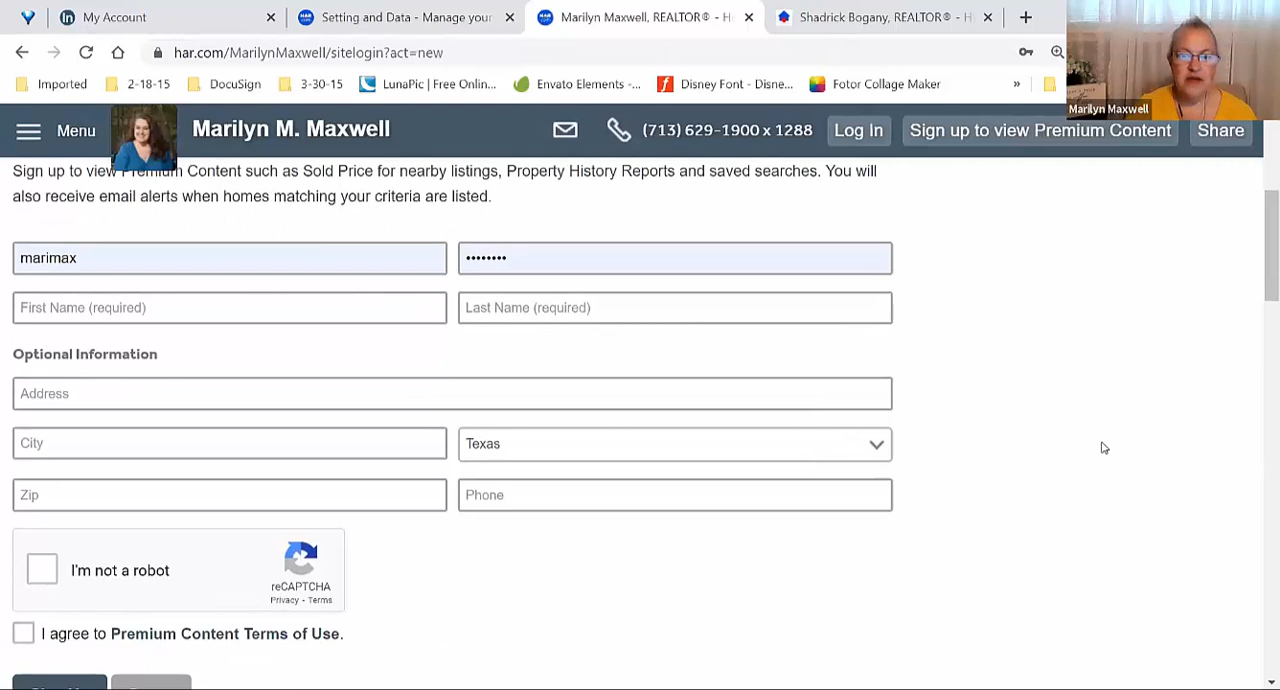 My Account
Setting and Data - Manage your
Marilyn Maxwell, REALTOR® - H
Shadrick Bogany, REALTOR® - H
har.com/MarilynMaxwell/sitelogin?act=new
Imported
2-18-15
DocuSign
3-30-15
LunaPic | Free Onlin...
Envato Elements -...
Disney Font - Disne...
Fotor Collage Maker
»
Marilyn Maxwell
Menu
Marilyn M. Maxwell
(713) 629-1900 x 1288
Log In
Sign up to view Premium Content
Share
Sign up to view Premium Content such as Sold Price for nearby listings, Property History Reports and saved searches. You will
also receive email alerts when homes matching your criteria are listed.
marimax
••••••••
First Name (required)
Last Name (required)
Optional Information
Address
City
Texas
Zip
Phone
I'm not a robot
reCAPTCHA
Privacy - Terms
I agree to Premium Content Terms of Use.